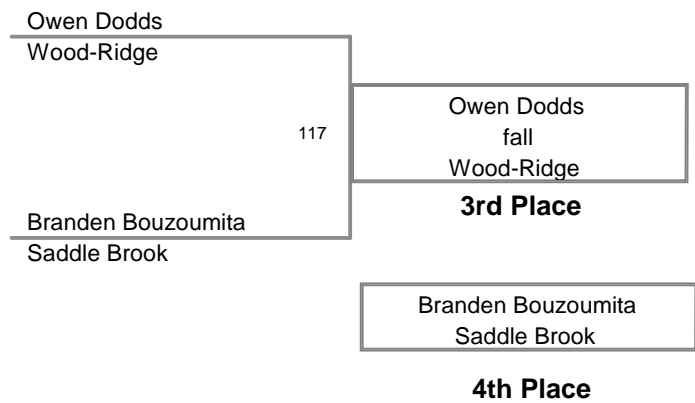 Owen Dodds
Wood-Ridge
117
Owen Dodds
fall
Wood-Ridge
3rd Place
Branden Bouzoumita
Saddle Brook
Branden Bouzoumita
Saddle Brook
4th Place